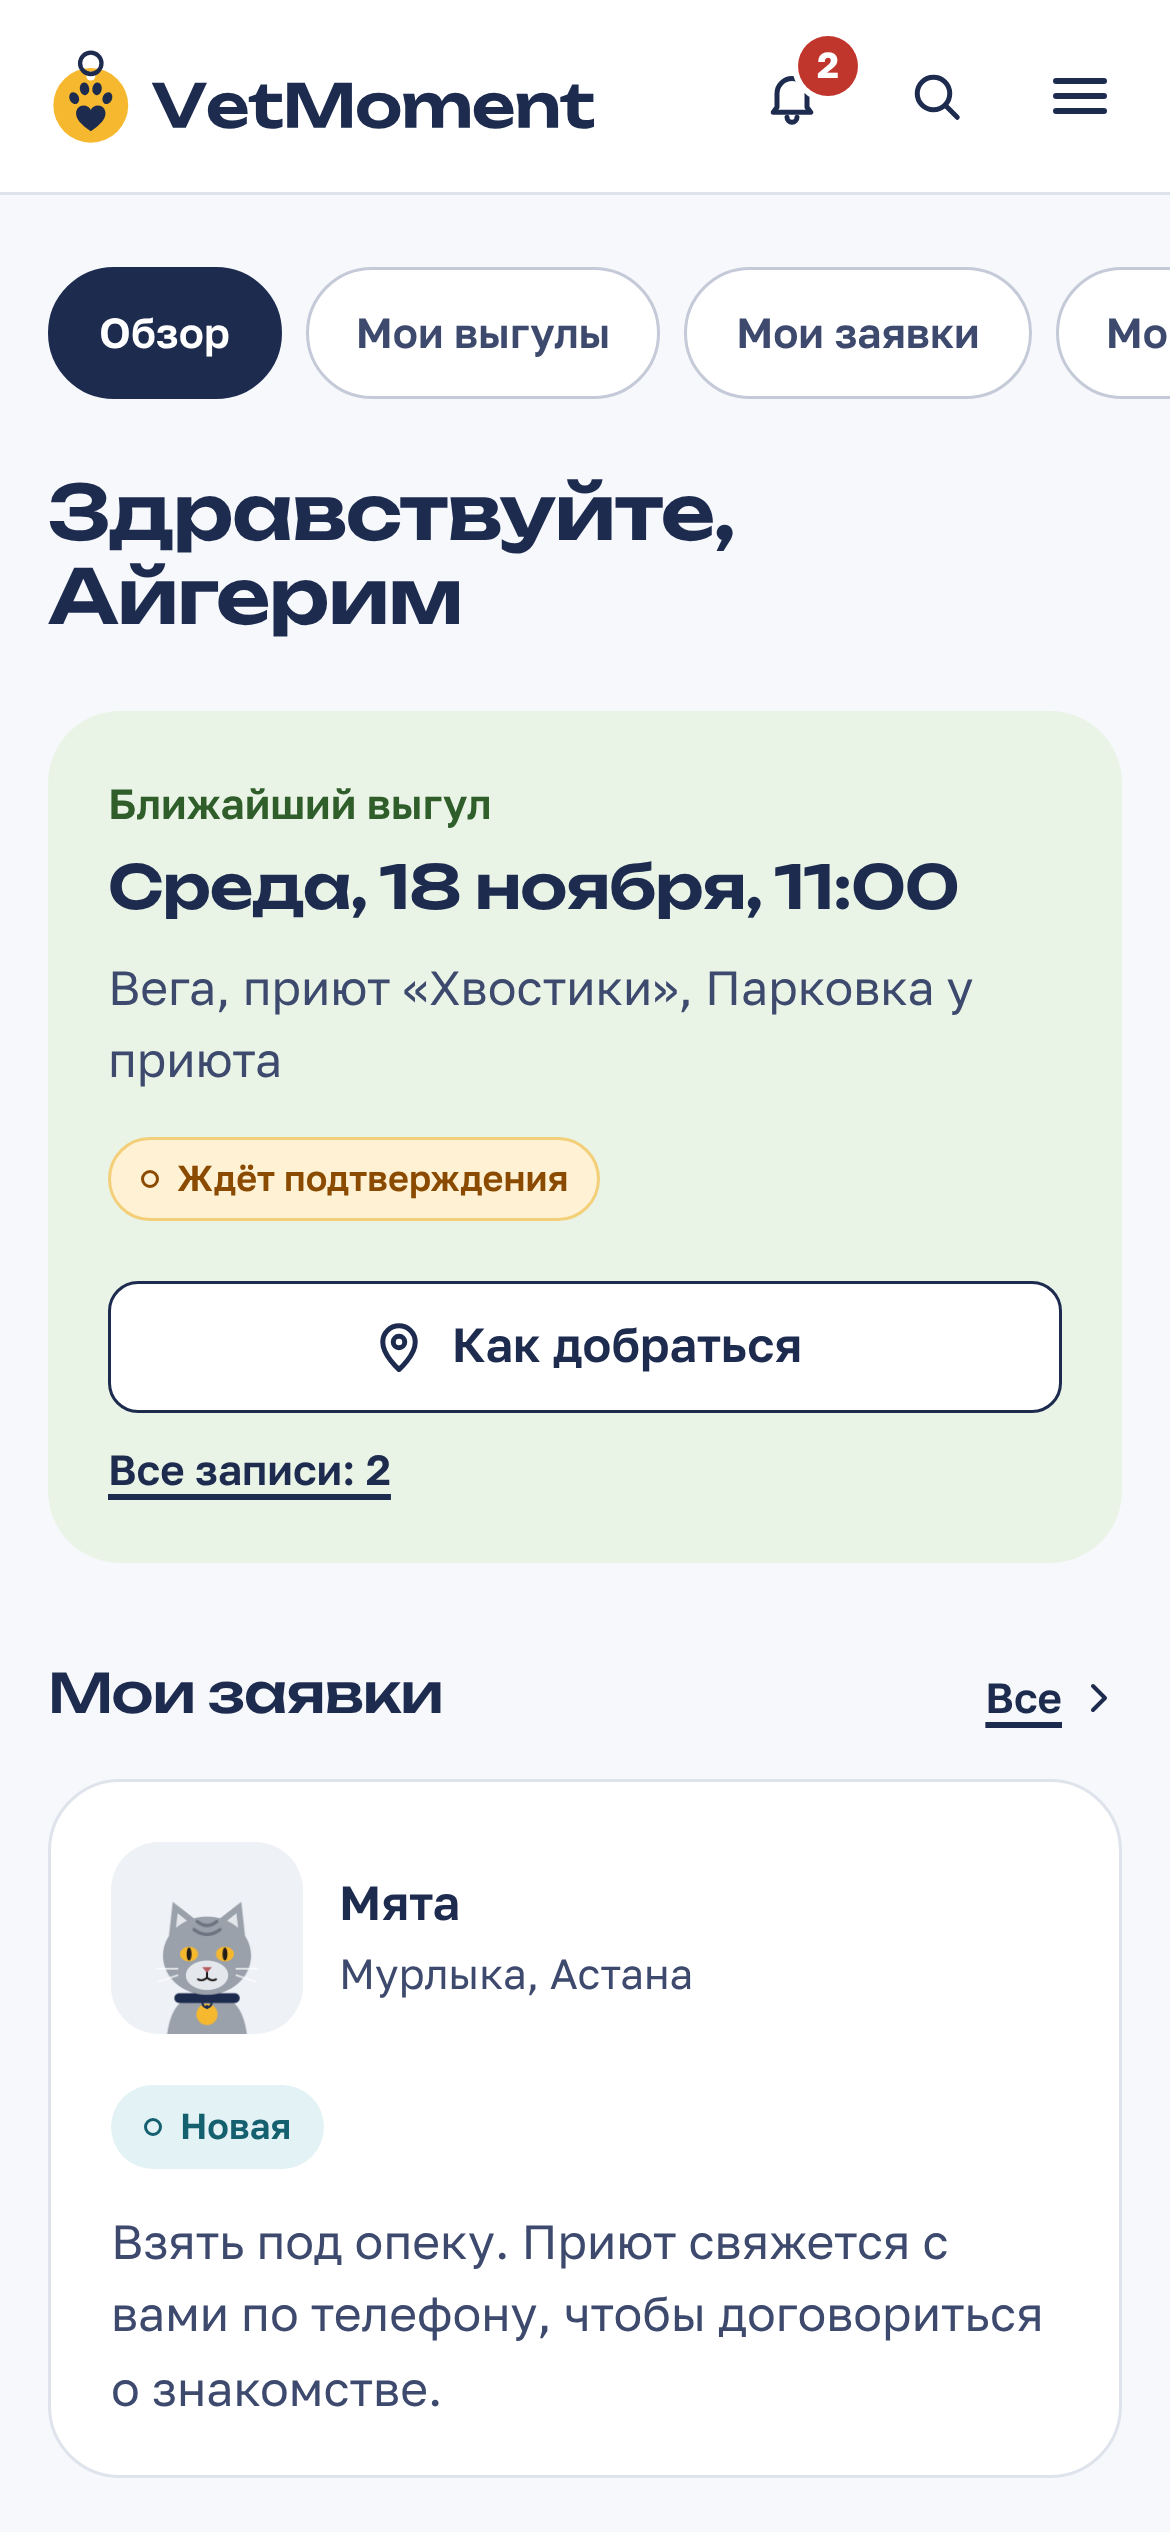 VetMoment
2
Обзор
Мои выгулы
Мои заявки
Мо
Здравствуйте,
Айгерим
Ближайший выгул
Среда, 18 ноября, 11:00
Вега, приют «Хвостики», Парковка у
приюта
Ждёт подтверждения
Как добраться
Все записи: 2
Мои заявки
Все
Мята
Мурлыка, Астана
Новая
Взять под опеку. Приют свяжется с
вами по телефону, чтобы договориться
о знакомстве.